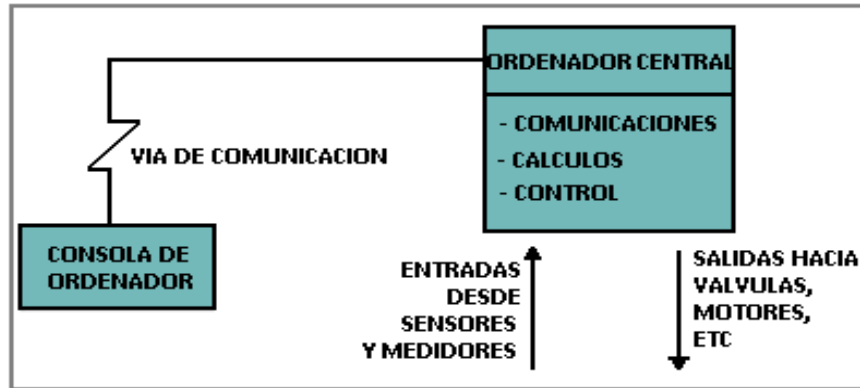 ORDENADOR CENTRAL
- COMUNICACIONES
- CALCULOS
- CONTROL
VIA DE COMUNICACION
CONSOLA DE
ORDENADOR
ENTRADAS
DESDE
SENSORES
Y MEDIDORES
SALIDAS HACIA
VALVULAS,
MOTORES,
ETC